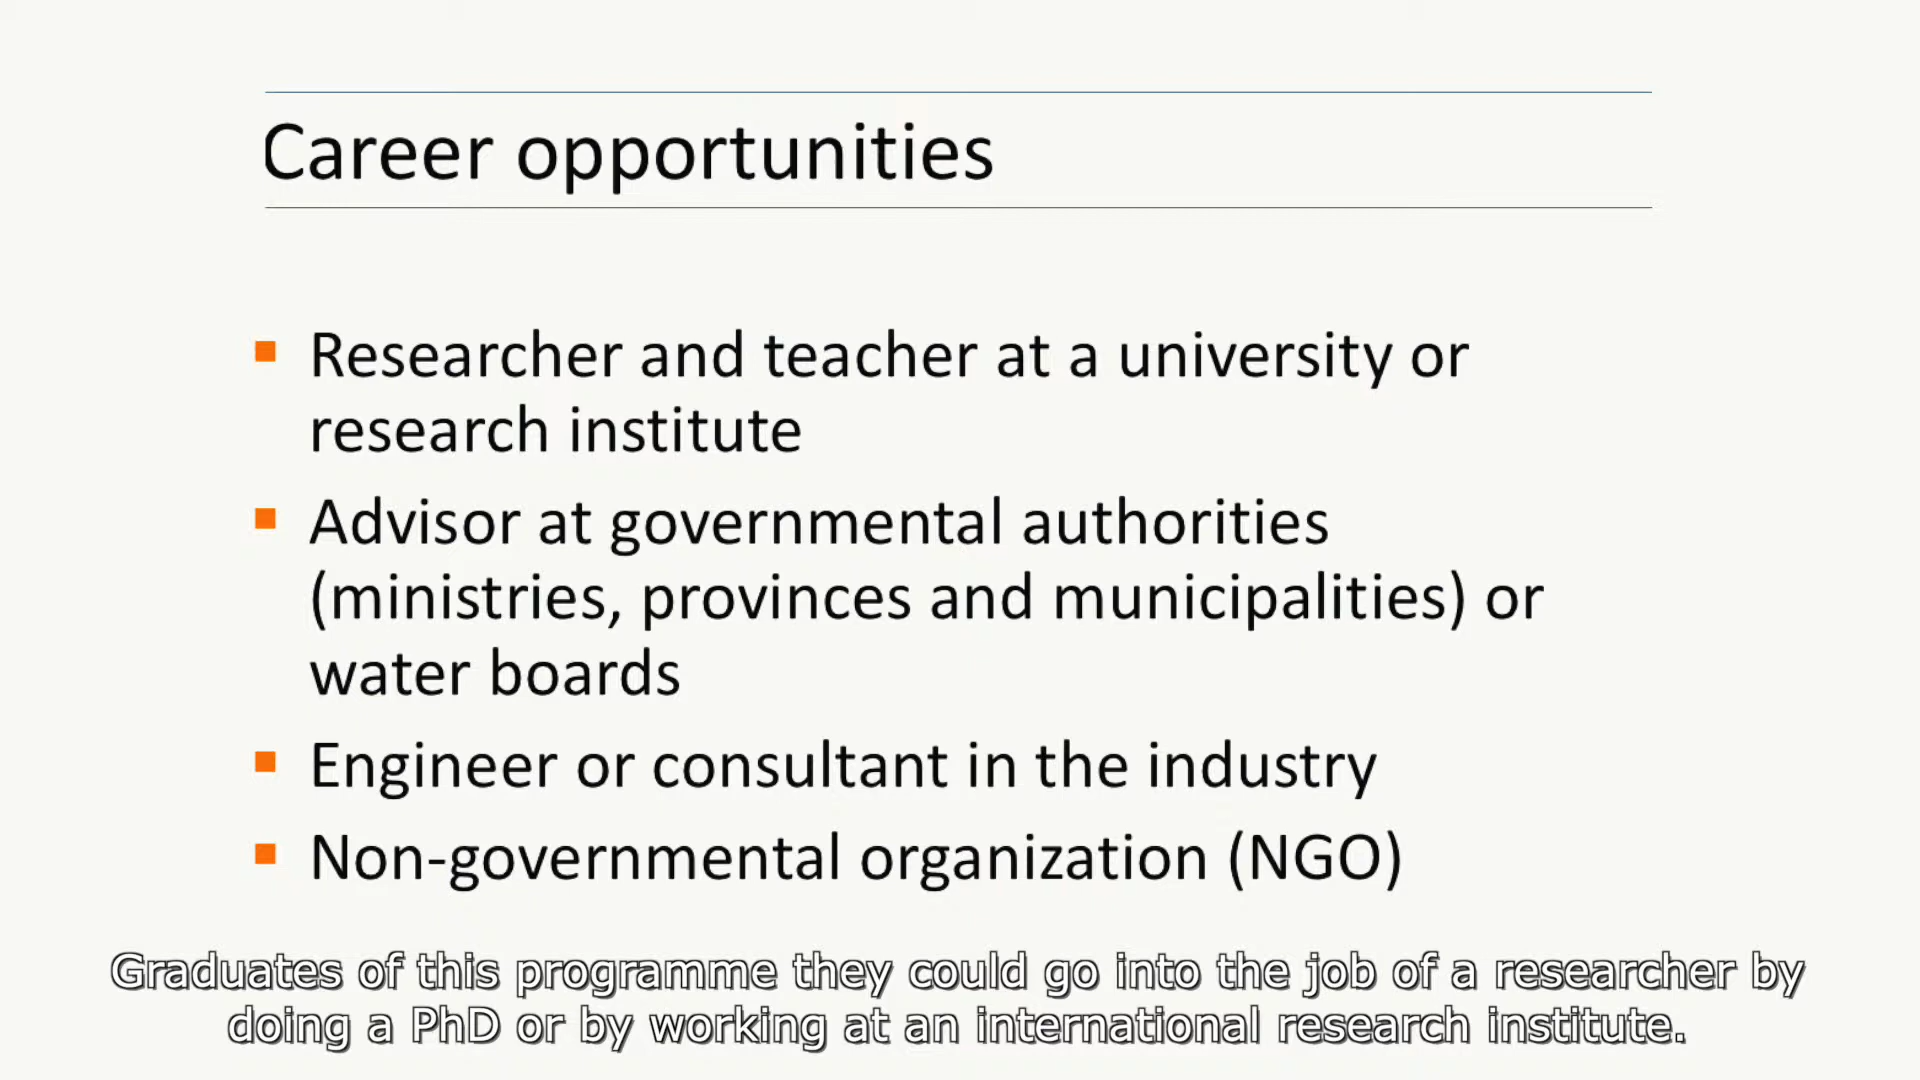 Career opportunities
Researcher and teacher at a university or
research institute
Advisor at governmental authorities
(ministries, provinces and municipalities) or
water boards
Engineer or consultant in the industry
Non-governmental organization (NGO)
Graduates of this programme they could go into the job of a researcher by
doing a PhD or by working at an international research institute.